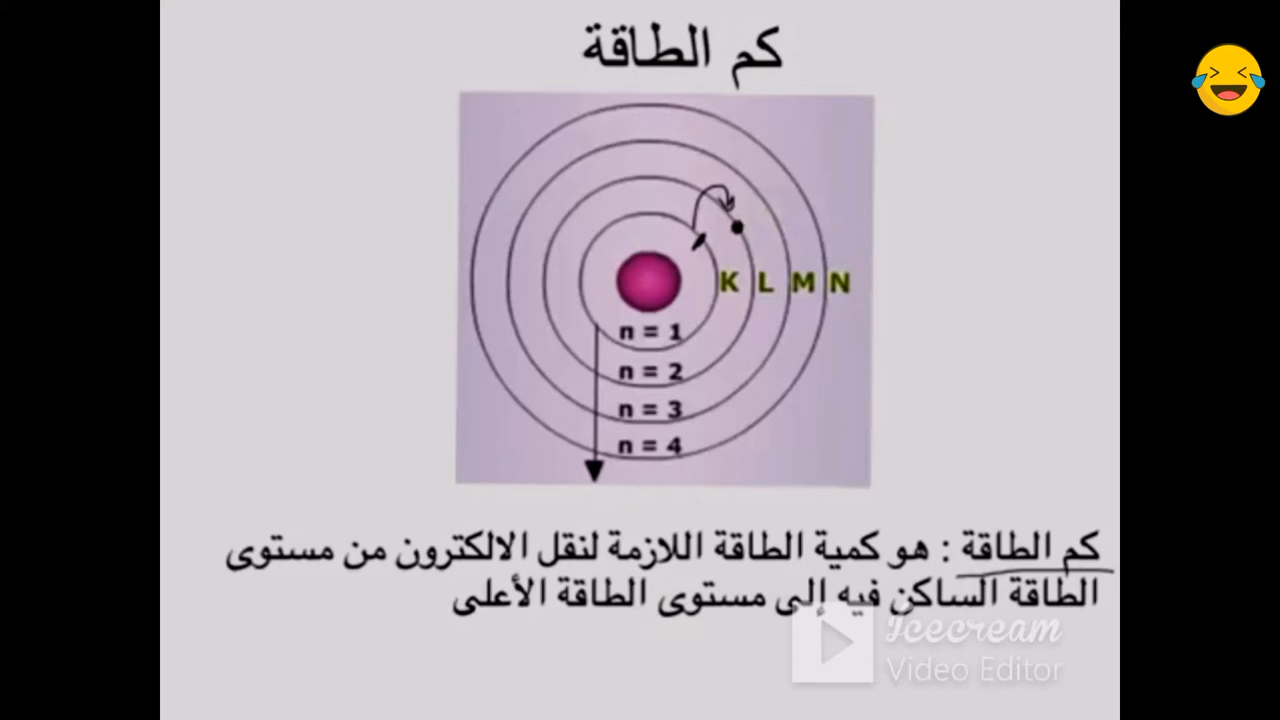 كم الطاقة
K L M N
n = 1
n = 2
n = 3
n = 4
كم الطاقة : هو كمية الطاقة اللازمة لنقل الالكترون من مستوى
الطاقة الساكن فيه إلى مستوى الطاقة الأعلى
Icecream
Video Editor